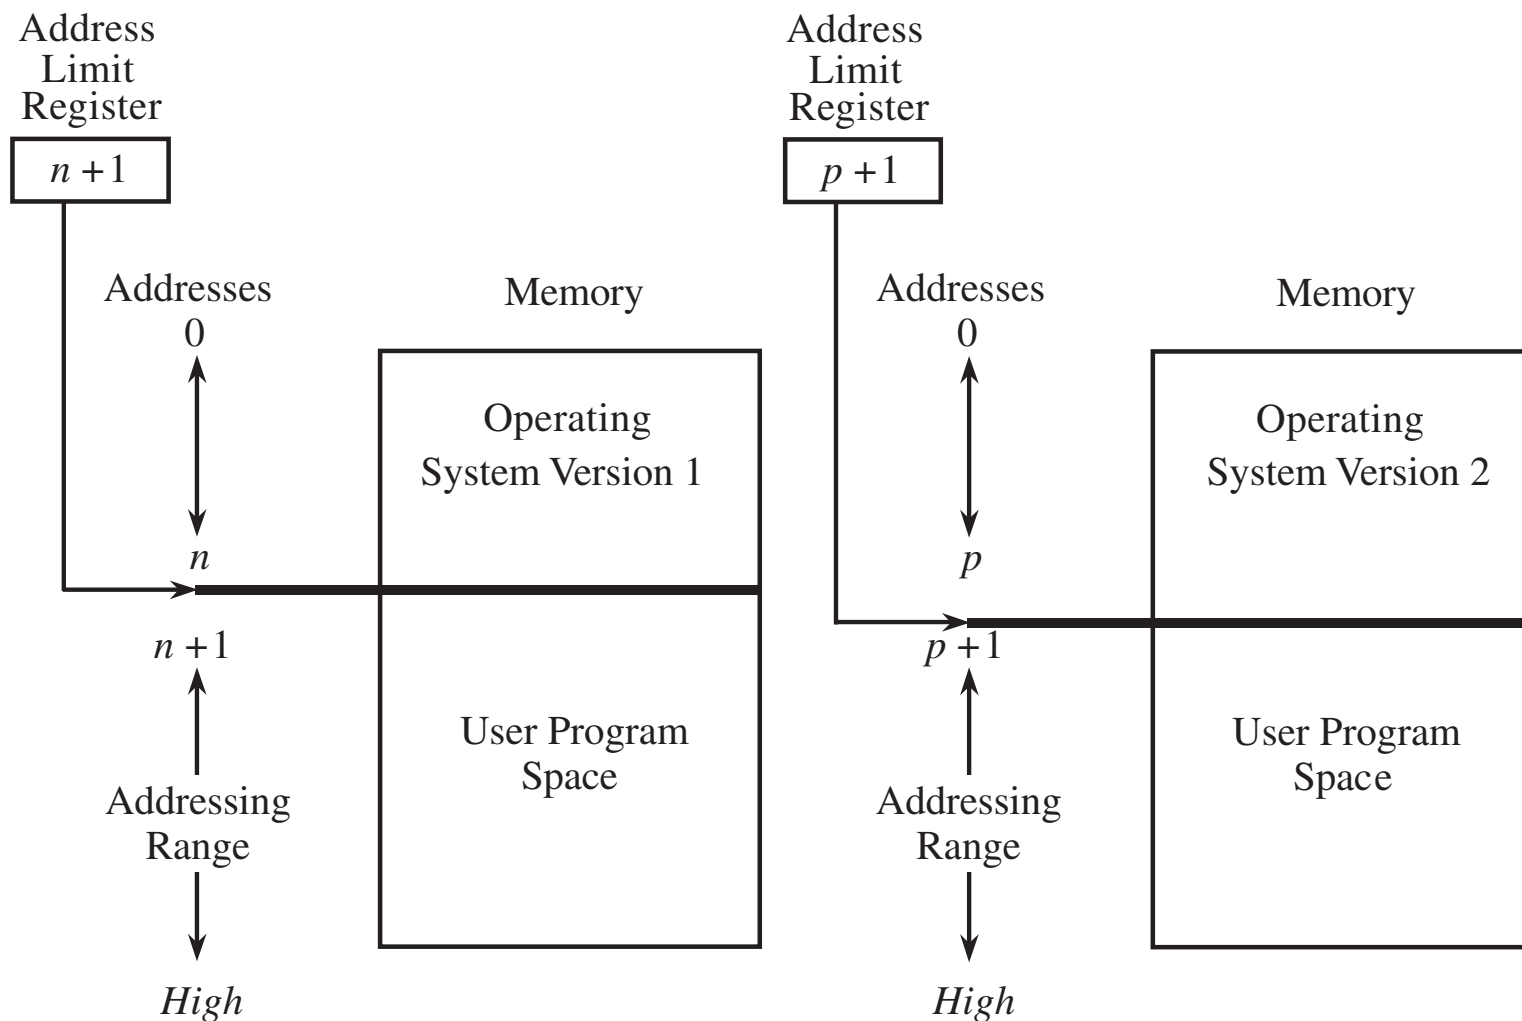 Address
Limit
Register
n + 1
Addresses
0
Memory
Operating
System Version 1
n
n + 1
User Program
Space
Addressing
Range
High
Address
Limit
Register
p + 1
Addresses
0
Memory
Operating
System Version 2
p
p + 1
User Program
Space
Addressing
Range
High